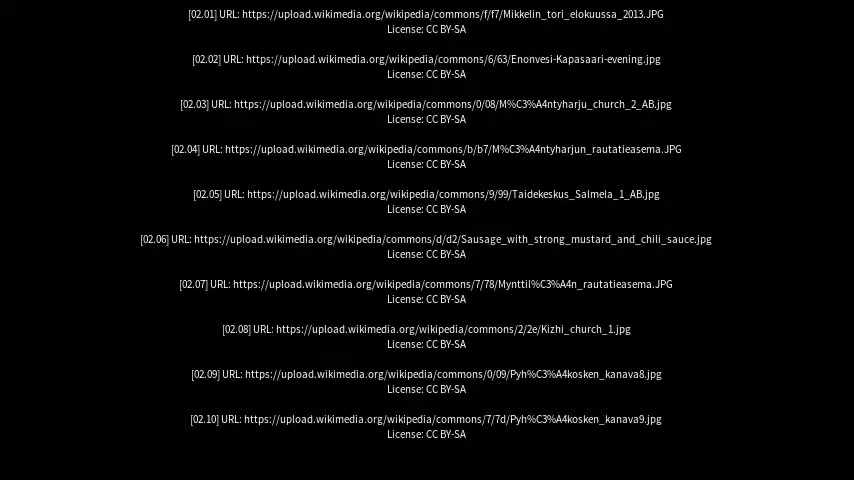 [02.01] URL: https://upload.wikimedia.org/wikipedia/commons/f/f7/Mikkelin_tori_elokuussa_2013.JPG
License: CC BY-SA
[02.02] URL: https://upload.wikimedia.org/wikipedia/commons/6/63/Enonvesi-Kapasaari-evening.jpg
License: CC BY-SA
[02.03] URL: https://upload.wikimedia.org/wikipedia/commons/0/08/M%C3%A4ntyharju_church_2_AB.jpg
License: CC BY-SA
[02.04] URL: https://upload.wikimedia.org/wikipedia/commons/b/b7/M%C3%A4ntyharjun_rautatieasema.JPG
License: CC BY-SA
[02.05] URL: https://upload.wikimedia.org/wikipedia/commons/9/99/Taidekeskus_Salmela_1_AB.jpg
License: CC BY-SA
[02.06] URL: https://upload.wikimedia.org/wikipedia/commons/d/d2/Sausage_with_strong_mustard_and_chili_sauce.jpg
License: CC BY-SA
[02.07] URL: https://upload.wikimedia.org/wikipedia/commons/7/78/Mynttil%C3%A4n_rautatieasema.JPG
License: CC BY-SA
[02.08] URL: https://upload.wikimedia.org/wikipedia/commons/2/2e/Kizhi_church_1.jpg
License: CC BY-SA
[02.09] URL: https://upload.wikimedia.org/wikipedia/commons/0/09/Pyh%C3%A4kosken_kanava8.jpg
License: CC BY-SA
[02.10] URL: https://upload.wikimedia.org/wikipedia/commons/7/7d/Pyh%C3%A4kosken_kanava9.jpg
License: CC BY-SA